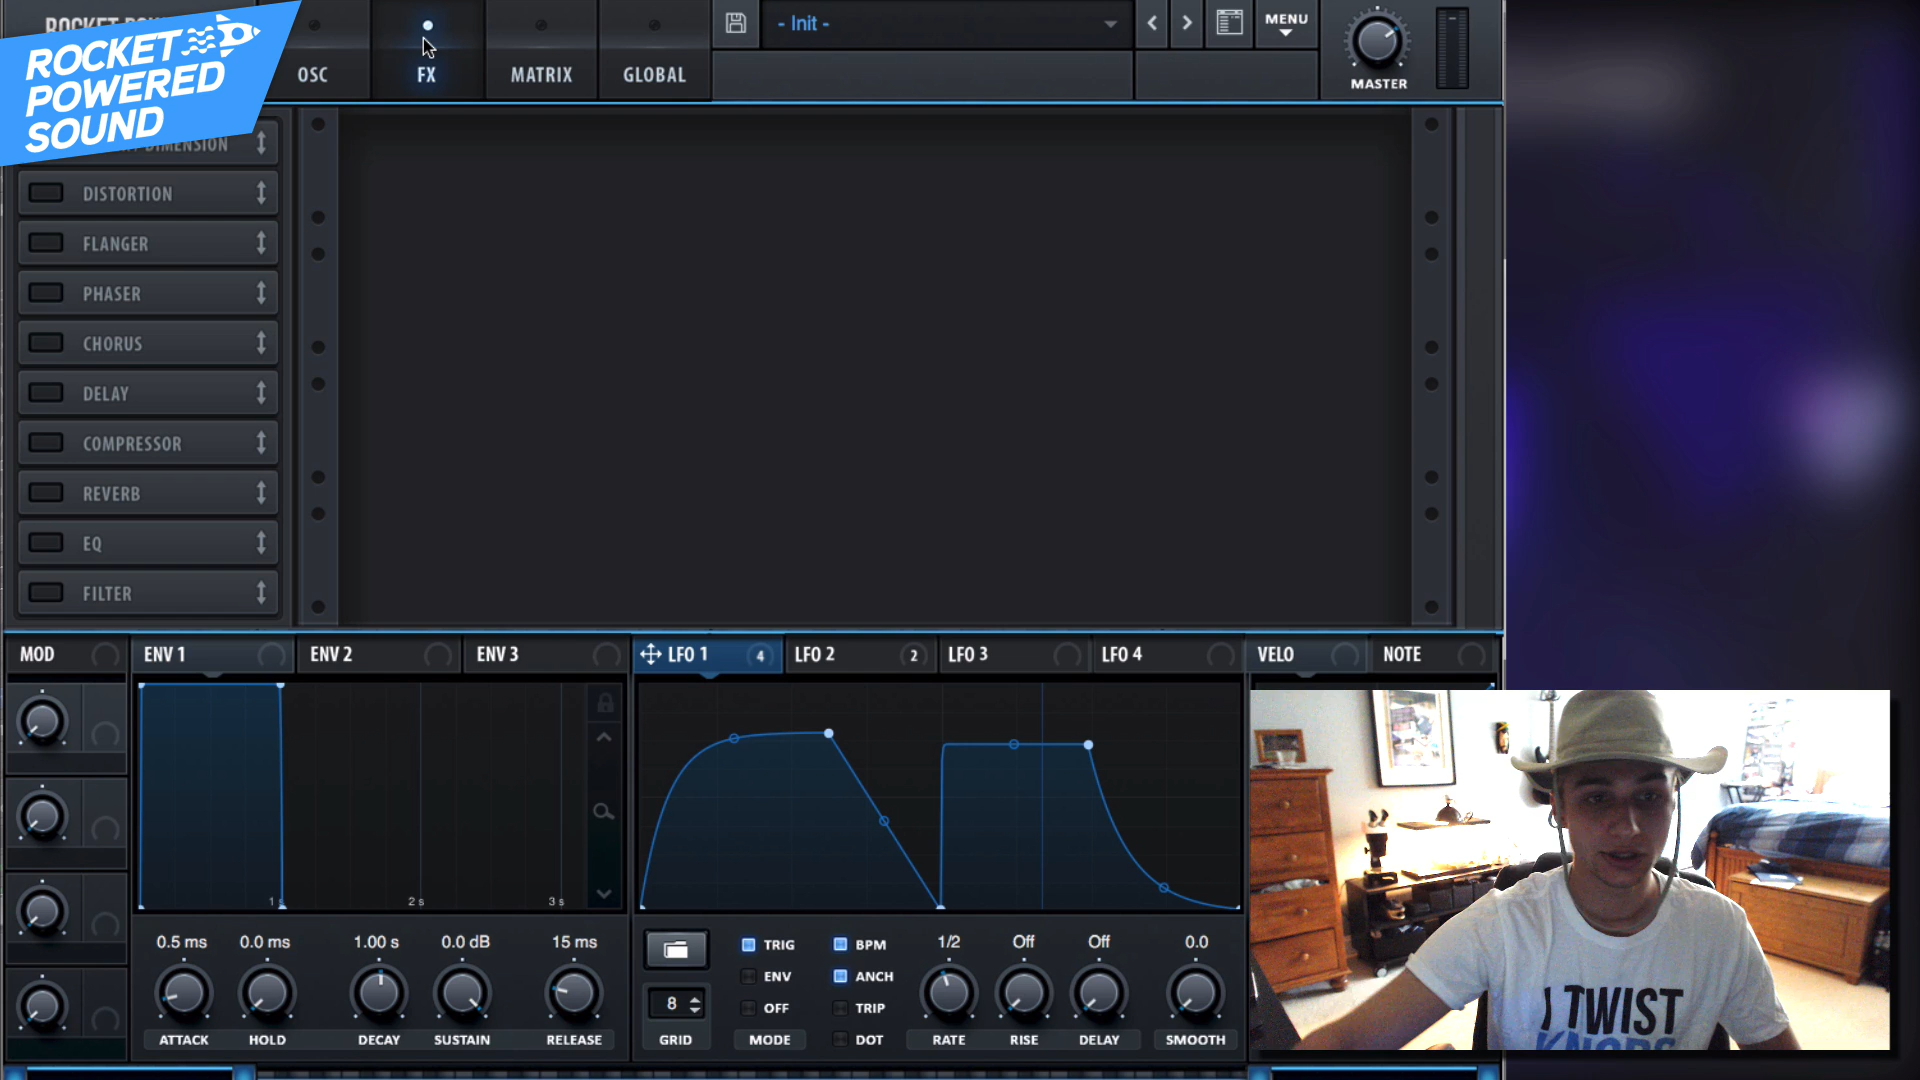 ROCKET
POWERED
SOUND
OSC
FX
MATRIX
GLOBAL
- Init -
MENU
MASTER
DIMENSION
DISTORTION
FLANGER
PHASER
CHORUS
DELAY
COMPRESSOR
REVERB
EQ
FILTER
MOD
ENV 1
ENV 2
ENV 3
LFO 1
4
LFO 2
2
LFO 3
LFO 4
VELO
NOTE
1
2 s
3 s
0.5 ms
0.0 ms
1.00 s
0.0 dB
15 ms
ATTACK
HOLD
DECAY
SUSTAIN
RELEASE
8
GRID
TRIG
ENV
OFF
MODE
BPM
ANCH
TRIP
DOT
1/2
Off
Off
0.0
RATE
RISE
DELAY
SMOOTH
I TWIST
KNOBS